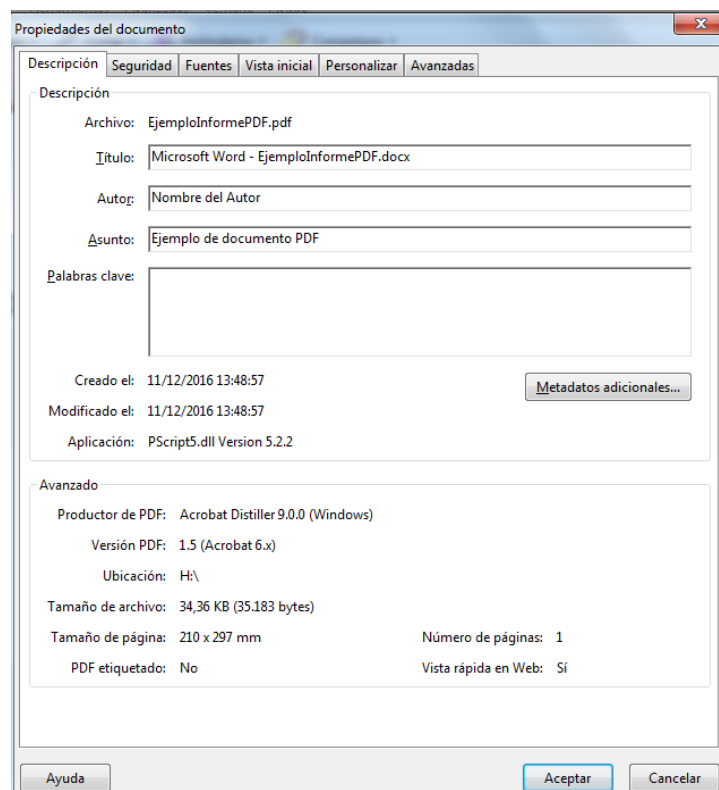 Propiedades del documento
x
Descripción Seguridad Fuentes Vista inicial Personalizar Avanzadas
Descripción
Archivo: EjemploInformePDF.pdf
Título: Microsoft Word - EjemploInformePDF.docx
Autor: Nombre del Autor
Asunto: Ejemplo de documento PDF
Palabras clave:
Creado el: 11/12/2016 13:48:57
Metadatos adicionales...
Modificado el: 11/12/2016 13:48:57
Aplicación: PScript5.dll Version 5.2.2
Avanzado
Productor de PDF: Acrobat Distiller 9.0.0 (Windows)
Versión PDF: 1.5 (Acrobat 6.x)
Ubicación: H:\
Tamaño de archivo: 34,36 KB (35.183 bytes)
Tamaño de página: 210 x 297 mm Número de páginas: 1
PDF etiquetado: No Vista rápida en Web: Sí
Ayuda Aceptar Cancelar